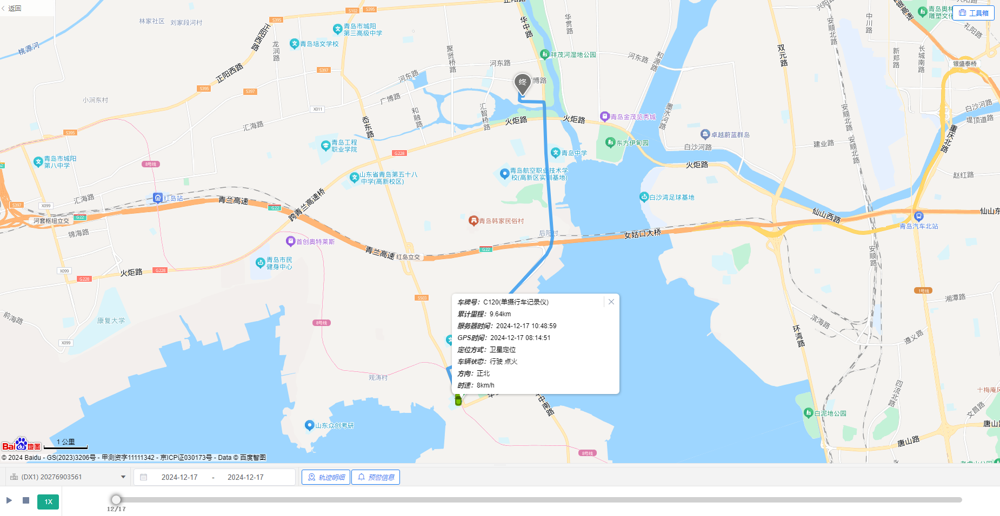 返回
工具箱
林家社区
刘家段河村
S102
S395
正阳路
华中路
华贯路
兴阳路
银高速
青岛奥林
雕塑文化
礼阳路
桃源河
S395
正阳西路
龙润路
青岛市城阳
第三高级中学
青岛培文学校
聚贤桥路
河东路
祥茂河湿地公园
河东路
和源路
双元路
安顺北路
中川路
新郑路
长城南路
银盛泰桥
正阳西路
S395
S397
S397
河东路
广博路
终
博路
小涧东村
X011
和融路
汇智桥路
火炬路
火炬路
青岛金茂览秀城
墨水河路
安顺北路
白沙河路
堤顶道路
重庆北路
S395
汇海路
岙东路
青岛工程
职业学院
G228
东方伊甸园
卓越蔚蓝群岛
白沙河路
建业路
安顺北路
青岛市城阳
第八中学
8号线
青岛中学
火炬路
山东省青岛第五十八
中学(高新校区)
青岛航空职业技术学
校(高新区实训基地)
赵红路
汇海路
红岛站
青兰高速
G22
跨青兰高速桥
白沙湾足球基地
S397
X099
G22
河套枢纽立交
锦海路
青岛韩家民俗村
后阳村
女姑口大桥
仙山西路
仙山东
青岛汽车北站
首创奥特莱斯
青兰高速
红岛立交
G22
安顺路
青岛市民
健身中心
X099
火炬路
G228
G228
S503
1号线
湘潭路
前海路
康复大学
X099
8号线
滨海路
遵义路
环湾路
车牌号：C120(单摄行车记录仪)
累计里程：9.64km
服务器时间：2024-12-17 10:48:59
GPS时间：2024-12-17 08:14:51
定位方式：卫星定位
车辆状态：行驶 点火
方向：正北
时速：8km/h
观涛村
中南路
四流北路
十梅庵风
文昌路
山东众创考研
白泥地公园
唐山路
唐山路
8号线
Bai du 地图
1 公里
© 2024 Baidu - GS(2023)3206号 - 甲测资字11111342 - 京ICP证030173号 - Data © 百度智图
(DX1) 20276903561
2024-12-17 - 2024-12-17
轨迹明细
预警信息
1X
12/17